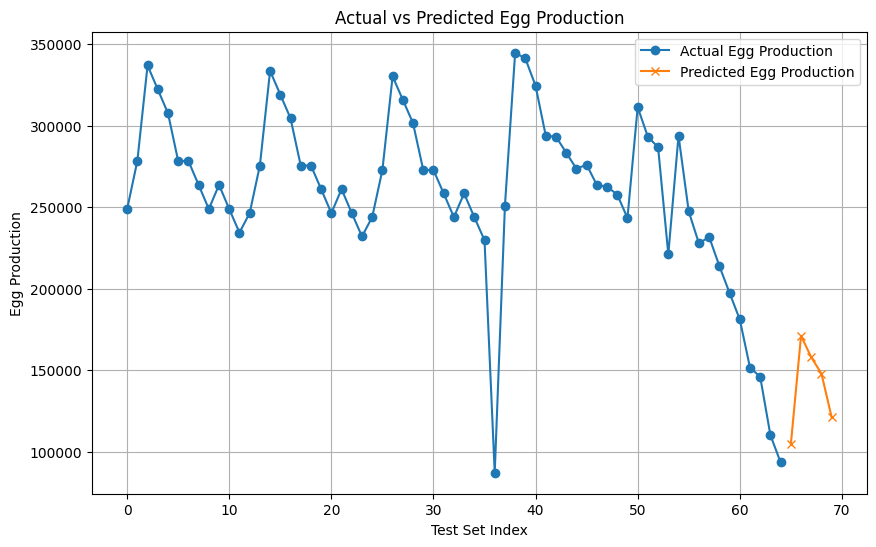 Actual vs Predicted Egg Production
Actual Egg Production
Predicted Egg Production
Egg Production
350000
300000
250000
200000
150000
100000
0 10 20 30 40 50 60 70
Test Set Index